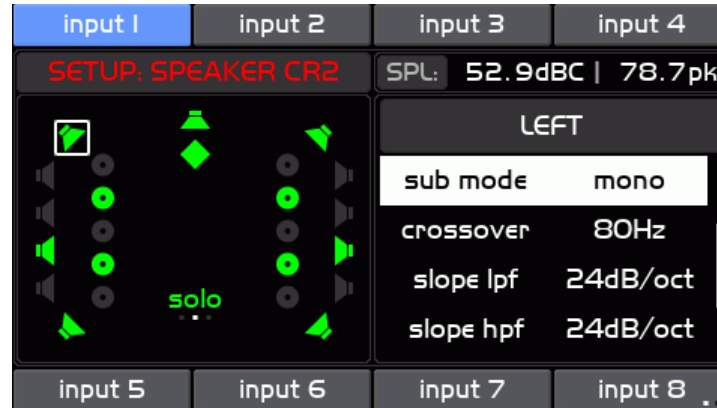 input 1 input 2 input 3 input 4
SETUP: SPEAKER CR2 SPL: 52.9dBC | 78.7pk
LEFT
sub mode mono
crossover 80Hz
slope lpf 24dB/oct
solo
slope hpf 24dB/oct
input 5 input 6 input 7 input 8